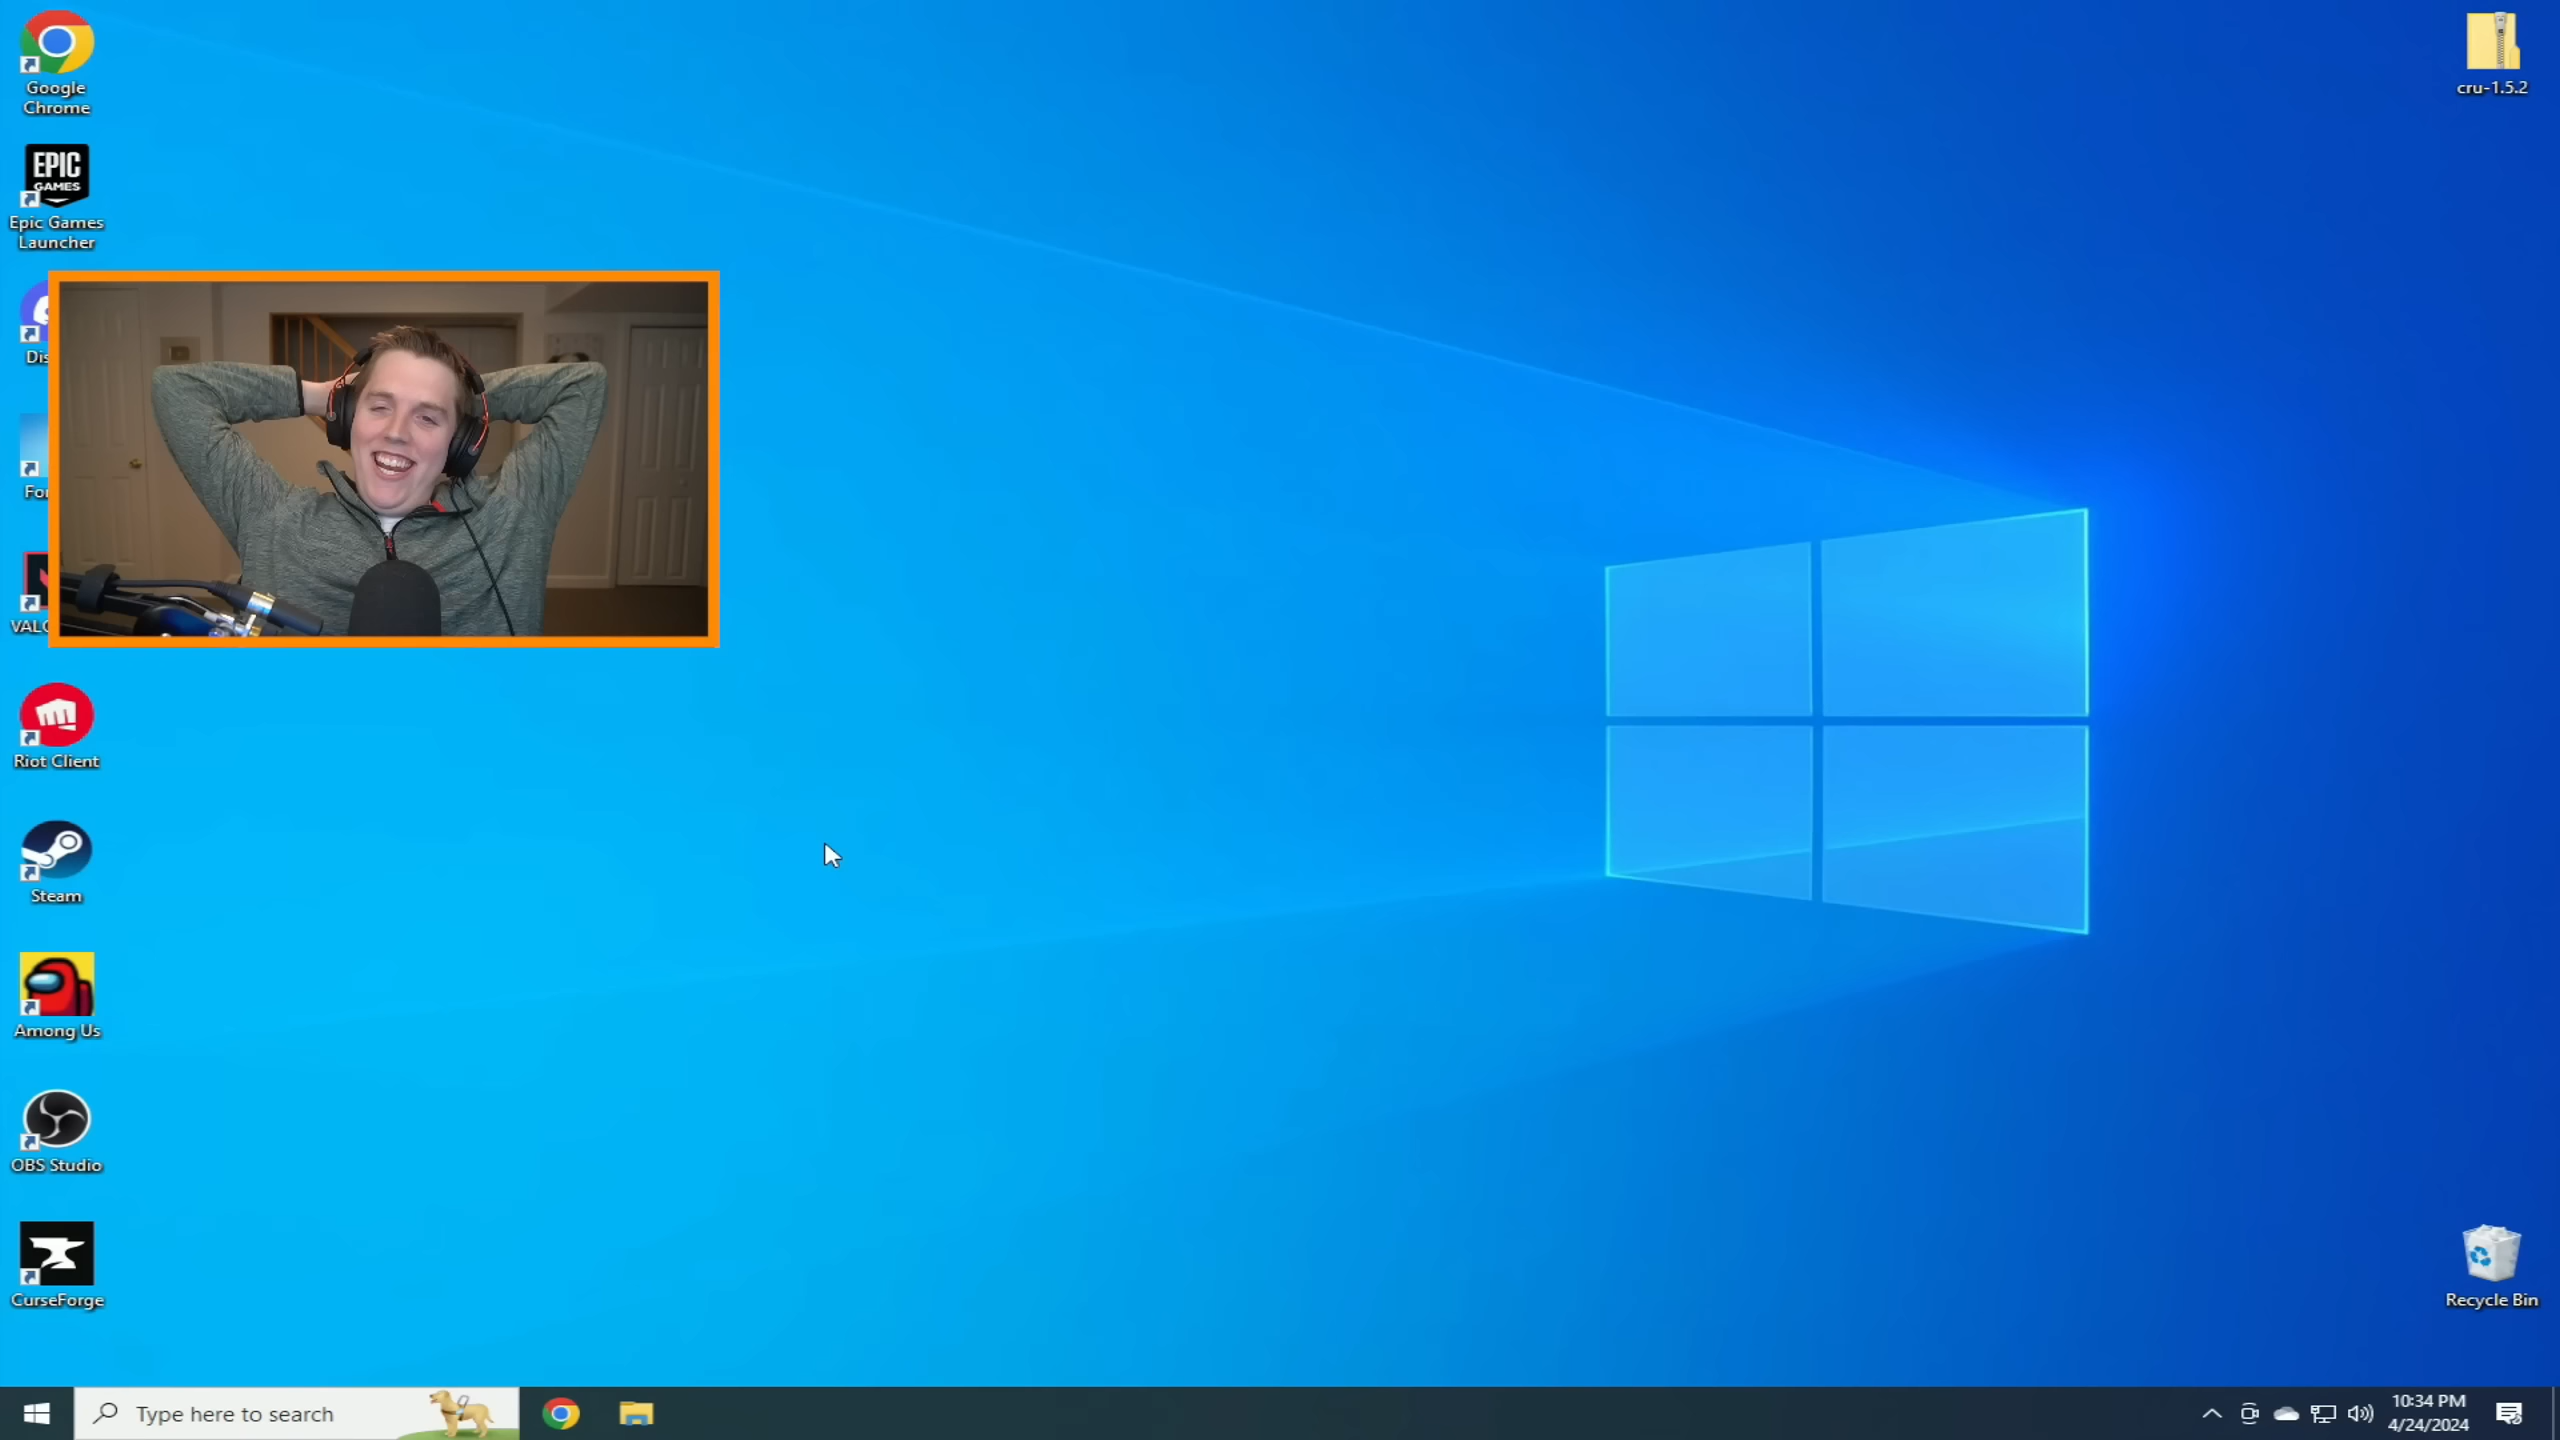 Google
Chrome
EPIC
GAMES
Epic Games
Launcher
Riot Client
Steam
Among Us
OBS Studio
CurseForge
cru-1.5.2
Recycle Bin
Type here to search
10:34 PM
4/24/2024